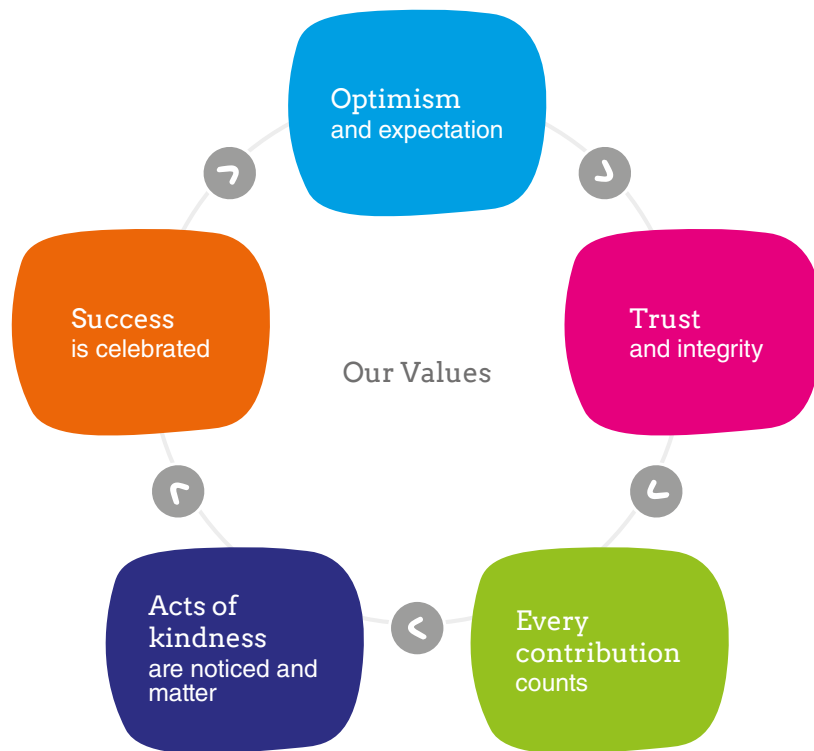 Optimism
and expectation
Success
is celebrated
Trust
and integrity
Our Values
Acts of
kindness
are noticed and
matter
Every
contribution
counts